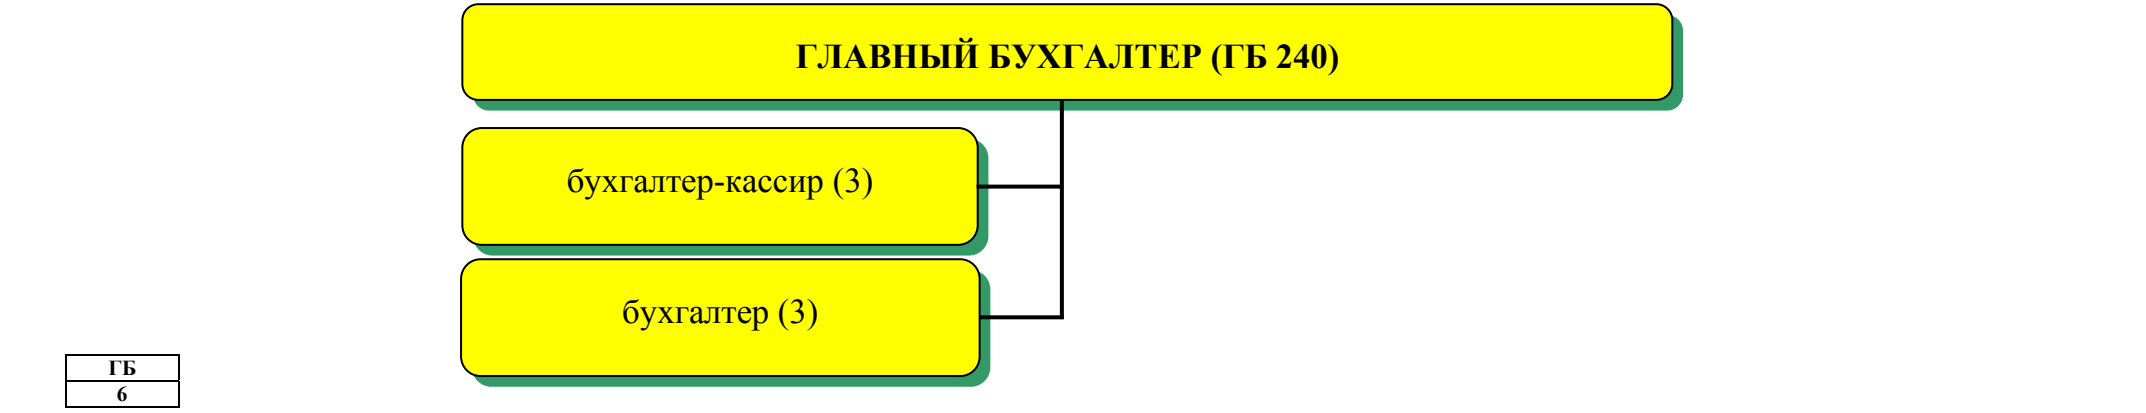 ГЛАВНЫЙ БУХГАЛТЕР (ГБ 240)
бухгалтер-кассир (3)
бухгалтер (3)
ГБ
6